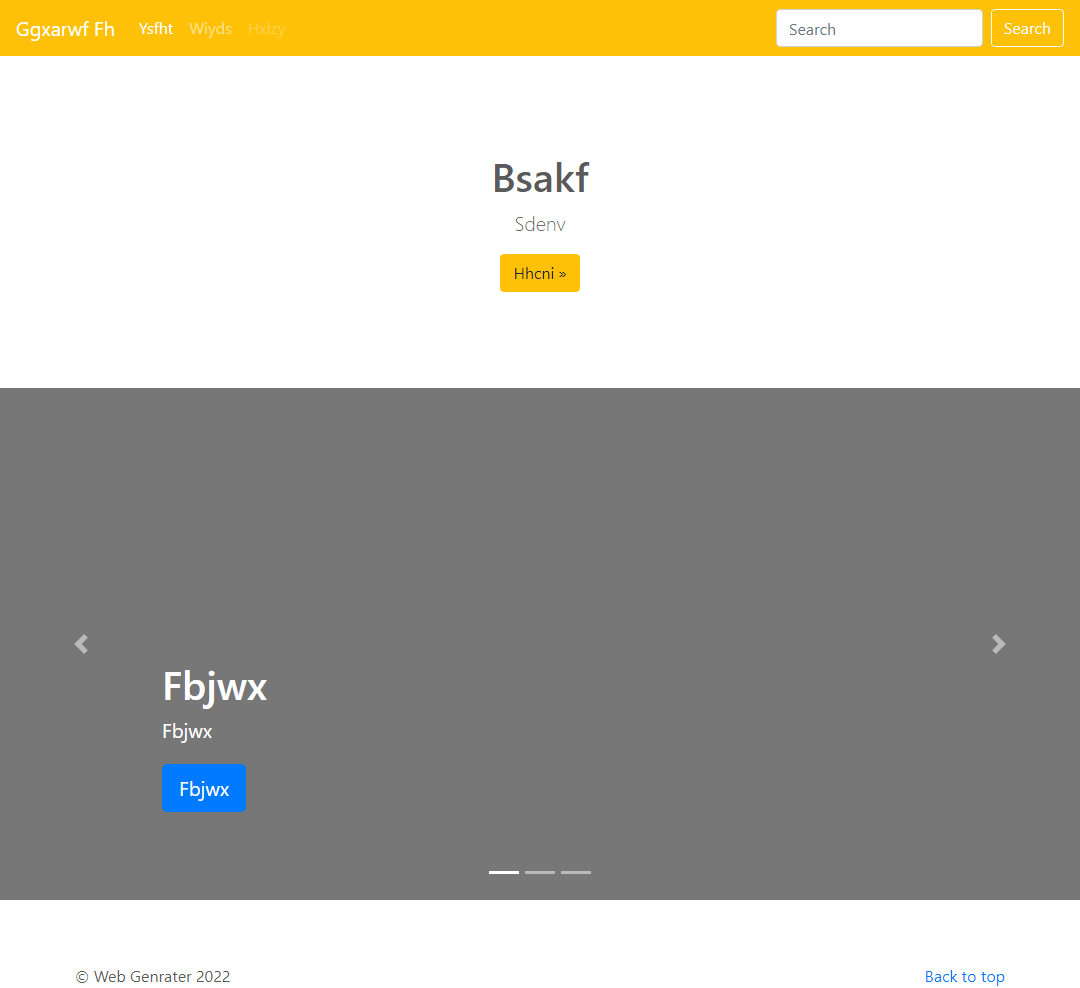 Ggxarwf Fh Ysfht Wiyds Hxlzy Search Search
Bsakf
Sdenv
Hhcni »
Fbjwx
Fbjwx
Fbjwx
© Web Genrater 2022 Back to top